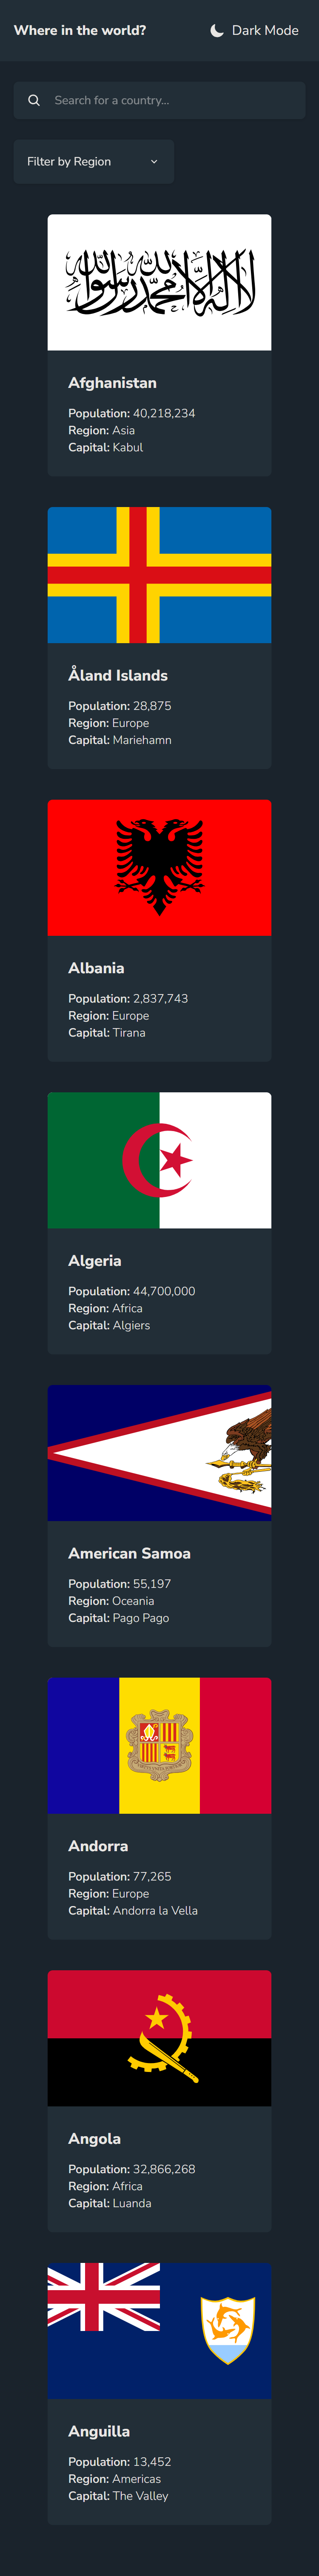 Where in the world?
Dark Mode
Search for a country...
Filter by Region
لا إله إلا الله محمد رسول الله
Afghanistan
Population: 40,218,234
Region: Asia
Capital: Kabul
Åland Islands
Population: 28,875
Region: Europe
Capital: Mariehamn
Albania
Population: 2,837,743
Region: Europe
Capital: Tirana
Algeria
Population: 44,700,000
Region: Africa
Capital: Algiers
American Samoa
Population: 55,197
Region: Oceania
Capital: Pago Pago
Andorra
Population: 77,265
Region: Europe
Capital: Andorra la Vella
Angola
Population: 32,866,268
Region: Africa
Capital: Luanda
Anguilla
Population: 13,452
Region: Americas
Capital: The Valley